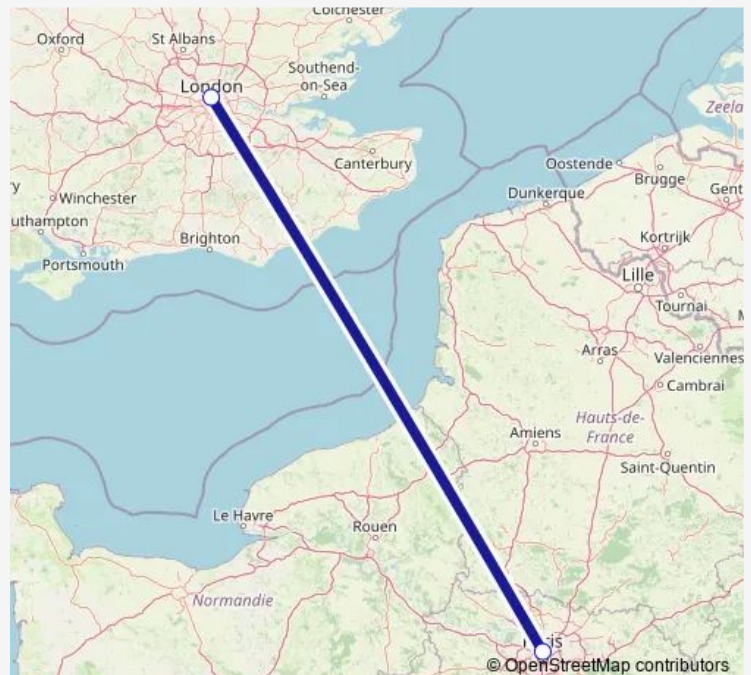 Colchester
Oxford
St Albans
Southend-
on-Sea
London
Zeela
Canterbury
Oostende
Brugge
Gent
Dunkerque
ry
Winchester
uthampton
Brighton
Kortrijk
Portsmouth
Lille
Tournai
Arras
Valenciennes
Cambrai
Hauts-de-
France
Amiens
Saint-Quentin
Le Havre
Rouen
Normandie
© OpenStreetMap contributors